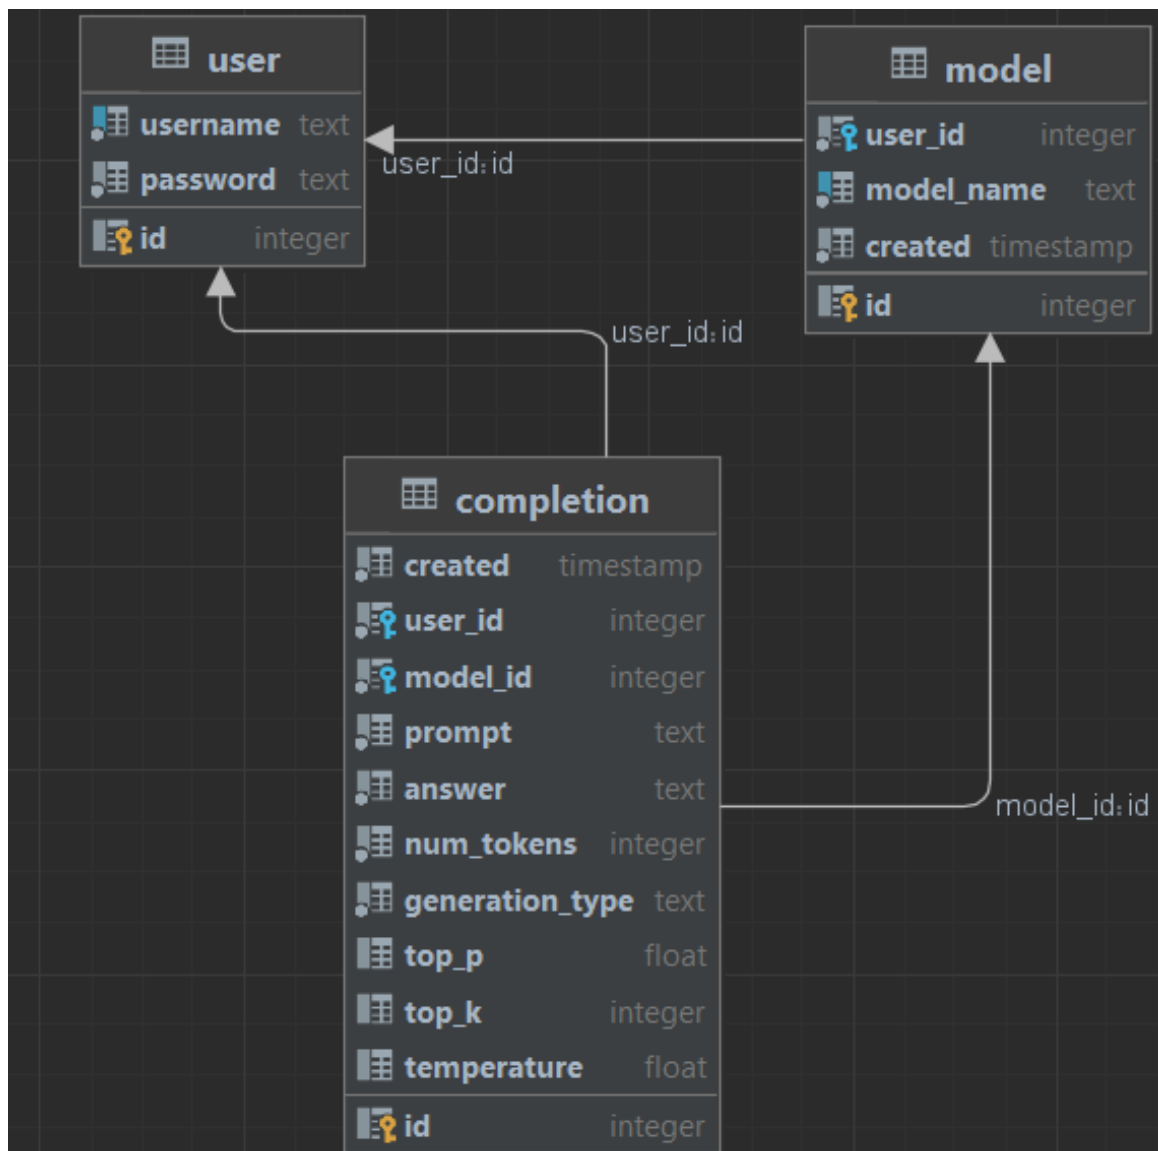 user
username text
password text
id integer
model
user_id integer
model_name text
created timestamp
id integer
user_id:id
user_id:id
completion
created timestamp
user_id integer
model_id integer
prompt text
answer text
num_tokens integer
generation_type text
top_p float
top_k integer
temperature float
id integer
model_id:id